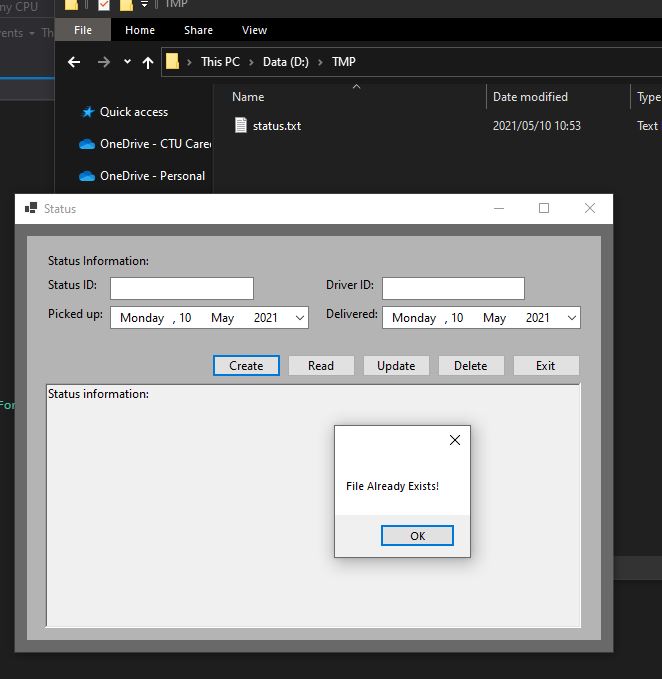 ny CPU
TMP
ents
Th
File Home Share View
This PC > Data (D:) > TMP
Name Date modified Type
Quick access
status.txt 2021/05/10 10:53 Text
OneDrive - CTU Caree
OneDrive - Personal
Status
Status Information:
Status ID: Driver ID:
Picked up: Monday , 10 May 2021 Delivered: Monday , 10 May 2021
Create Read Update Delete Exit
Status information:
For
File Already Exists!
OK